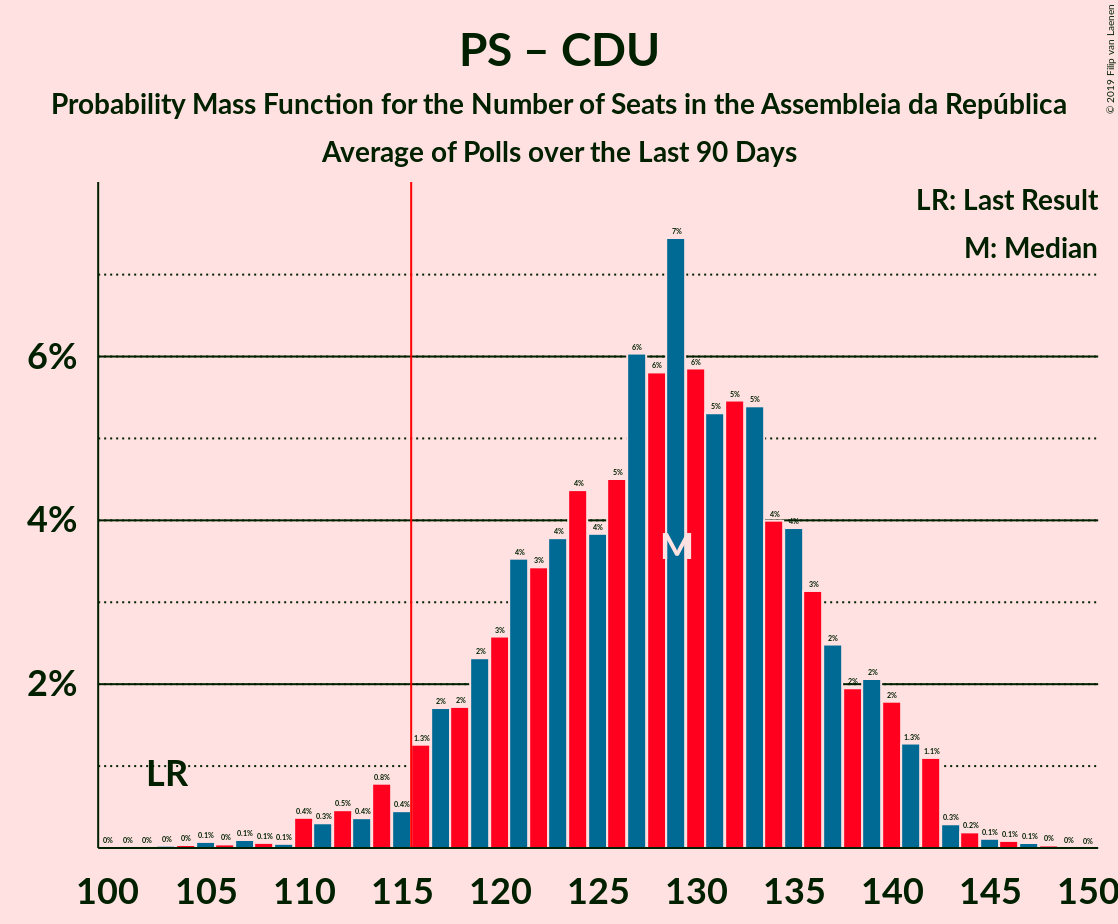 PS – CDU
Probability Mass Function for the Number of Seats in the Assembleia da República
Average of Polls over the Last 90 Days
© 2019 Filip van Laenen
LR: Last Result
M: Median
6%
4%
2%
0% 0% 0% 0% 0% 0.1% 0% 0.1% 0.1% 0.1% 0.4% 0.3% 0.5% 0.4% 0.8% 0.4% 1.3% 2% 2% 2% 3% 4% 3% 4% 4% 4% 5% 6% 6% 7% 6% 5% 5% 5% 4% 4% 3% 2% 2% 2% 2% 1.3% 1.1% 0.3% 0.2% 0.1% 0.1% 0.1% 0% 0% 0%
M
LR
100 105 110 115 120 125 130 135 140 145 150